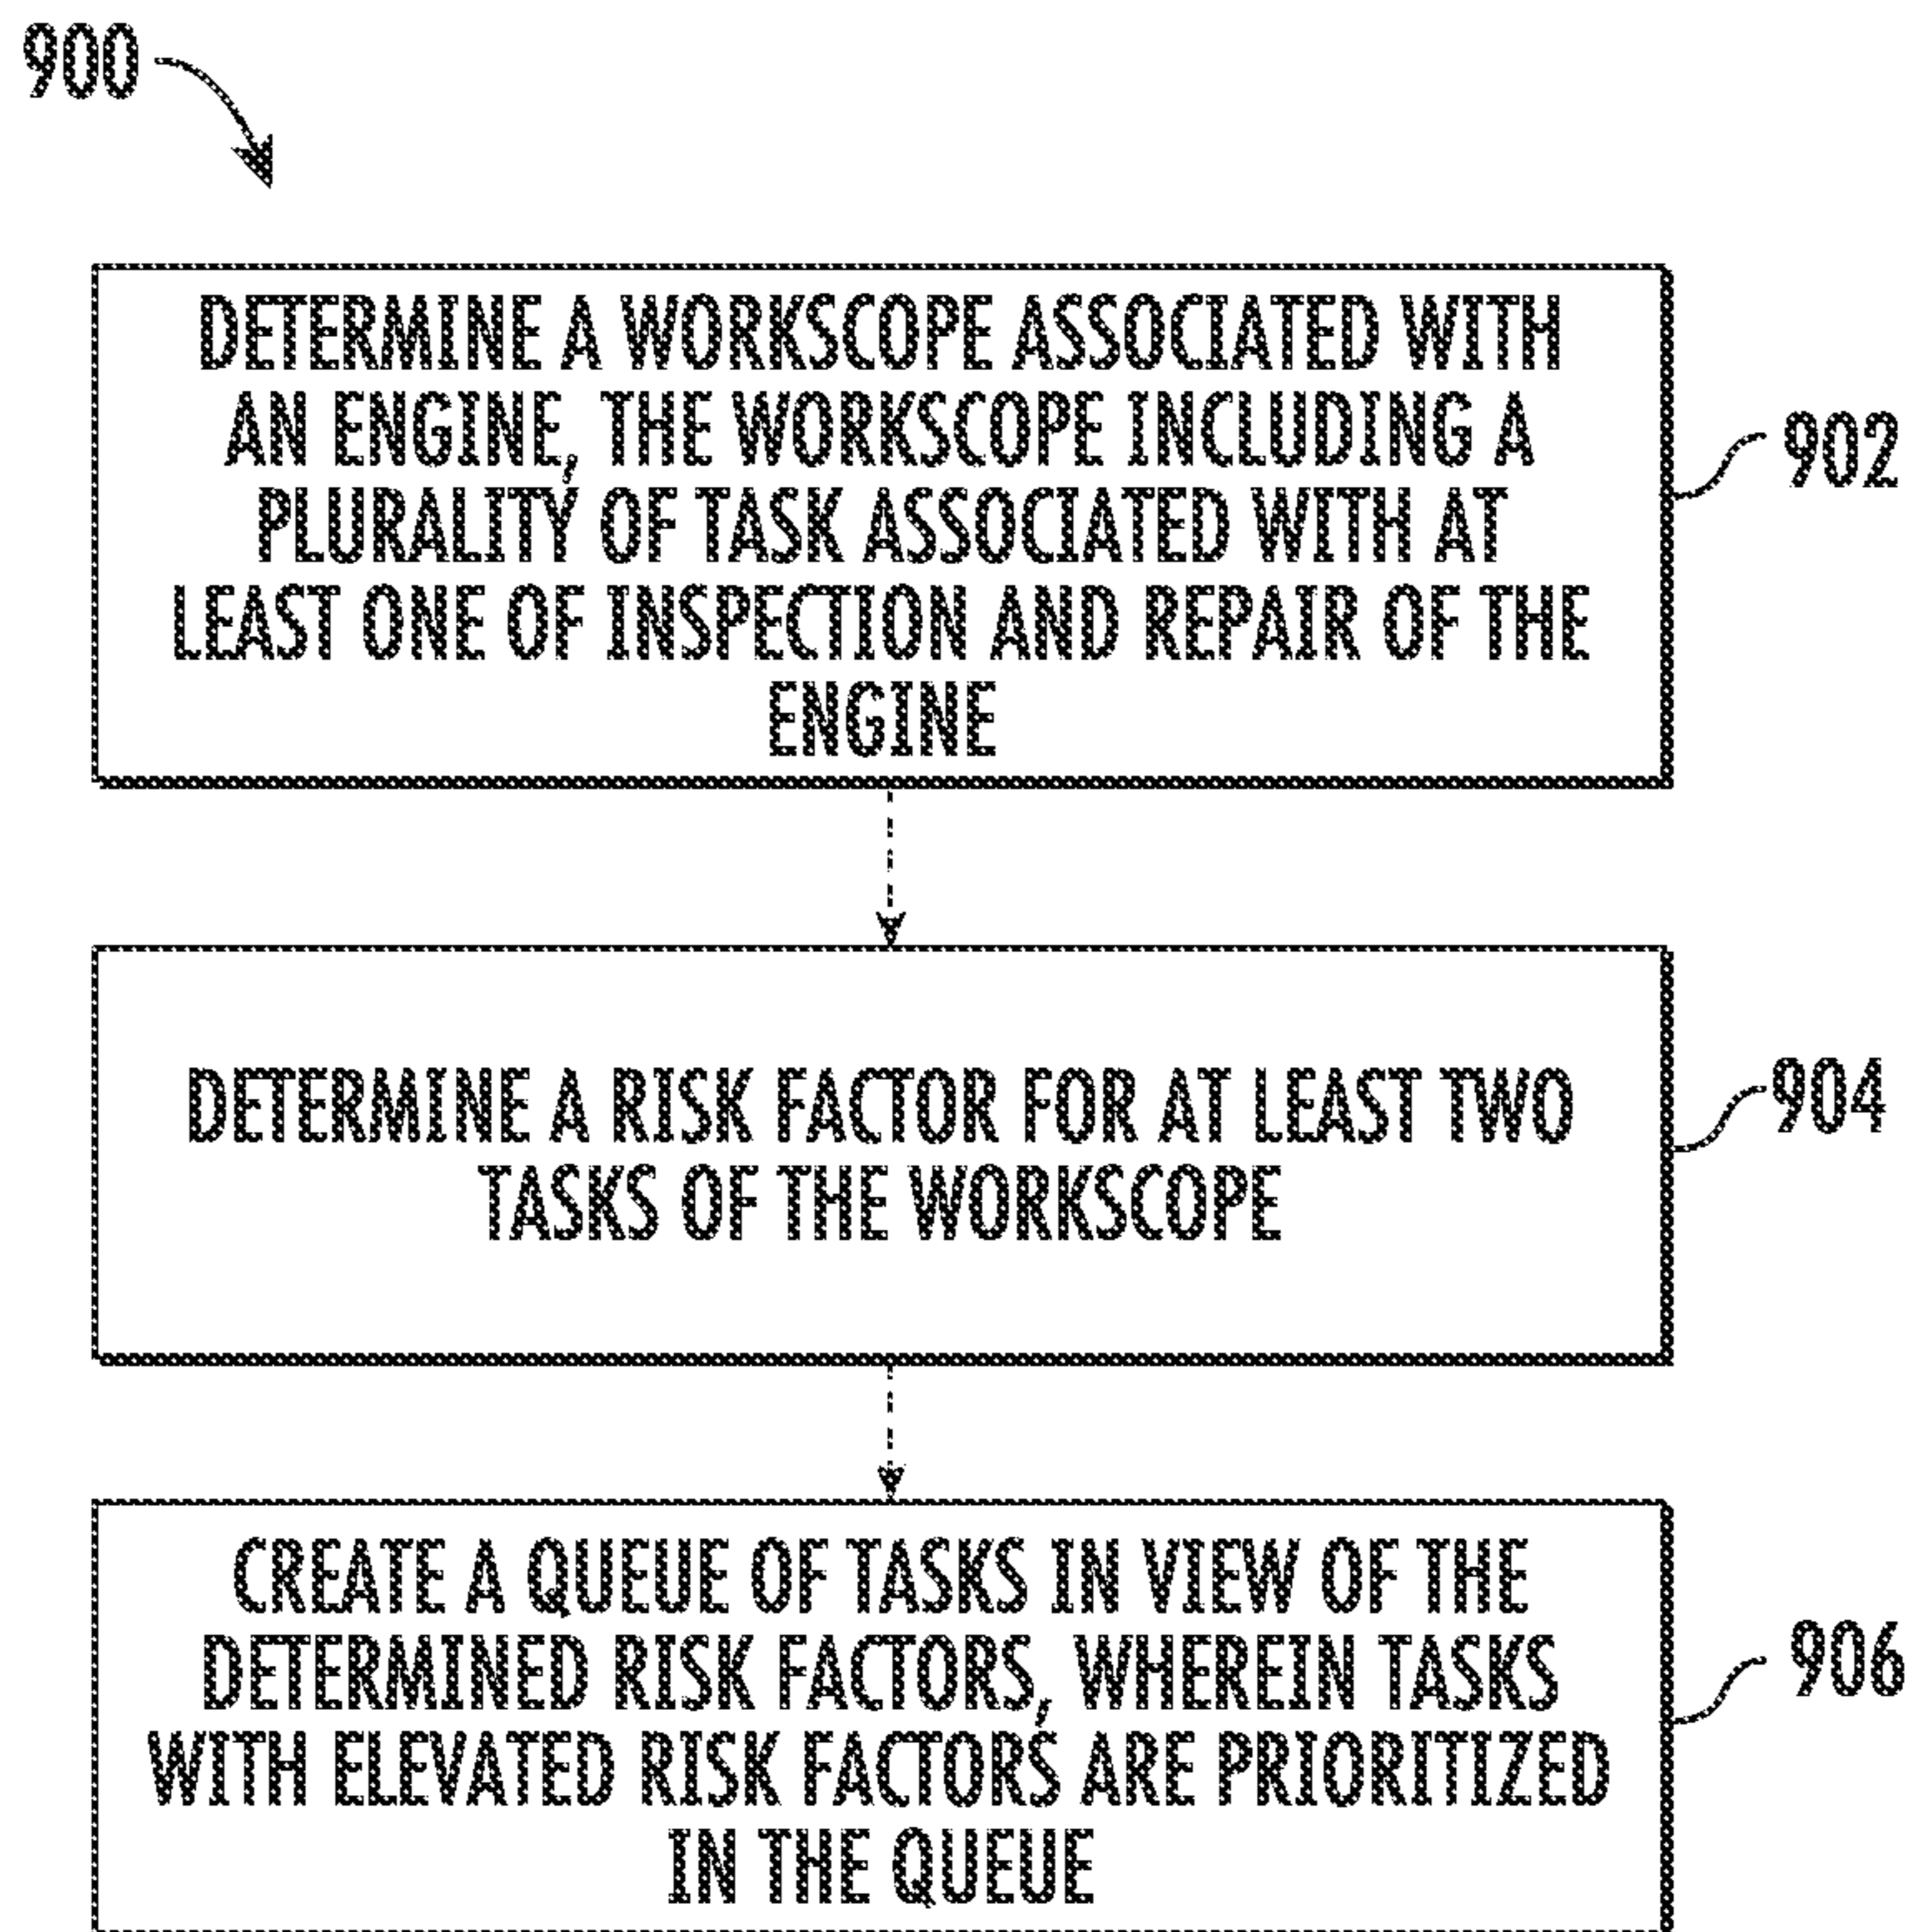 900
DETERMINE A WORKSCOPE ASSOCIATED WITH
AN ENGINE, THE WORKSCOPE INCLUDING A
PLURALITY OF TASK ASSOCIATED WITH AT
LEAST ONE OF INSPECTION AND REPAIR OF THE
ENGINE
902
DETERMINE A RISK FACTOR FOR AT LEAST TWO
TASKS OF THE WORKSCOPE
904
CREATE A QUEUE OF TASKS IN VIEW OF THE
DETERMINED RISK FACTORS, WHEREIN TASKS
WITH ELEVATED RISK FACTORS ARE PRIORITIZED
IN THE QUEUE
906